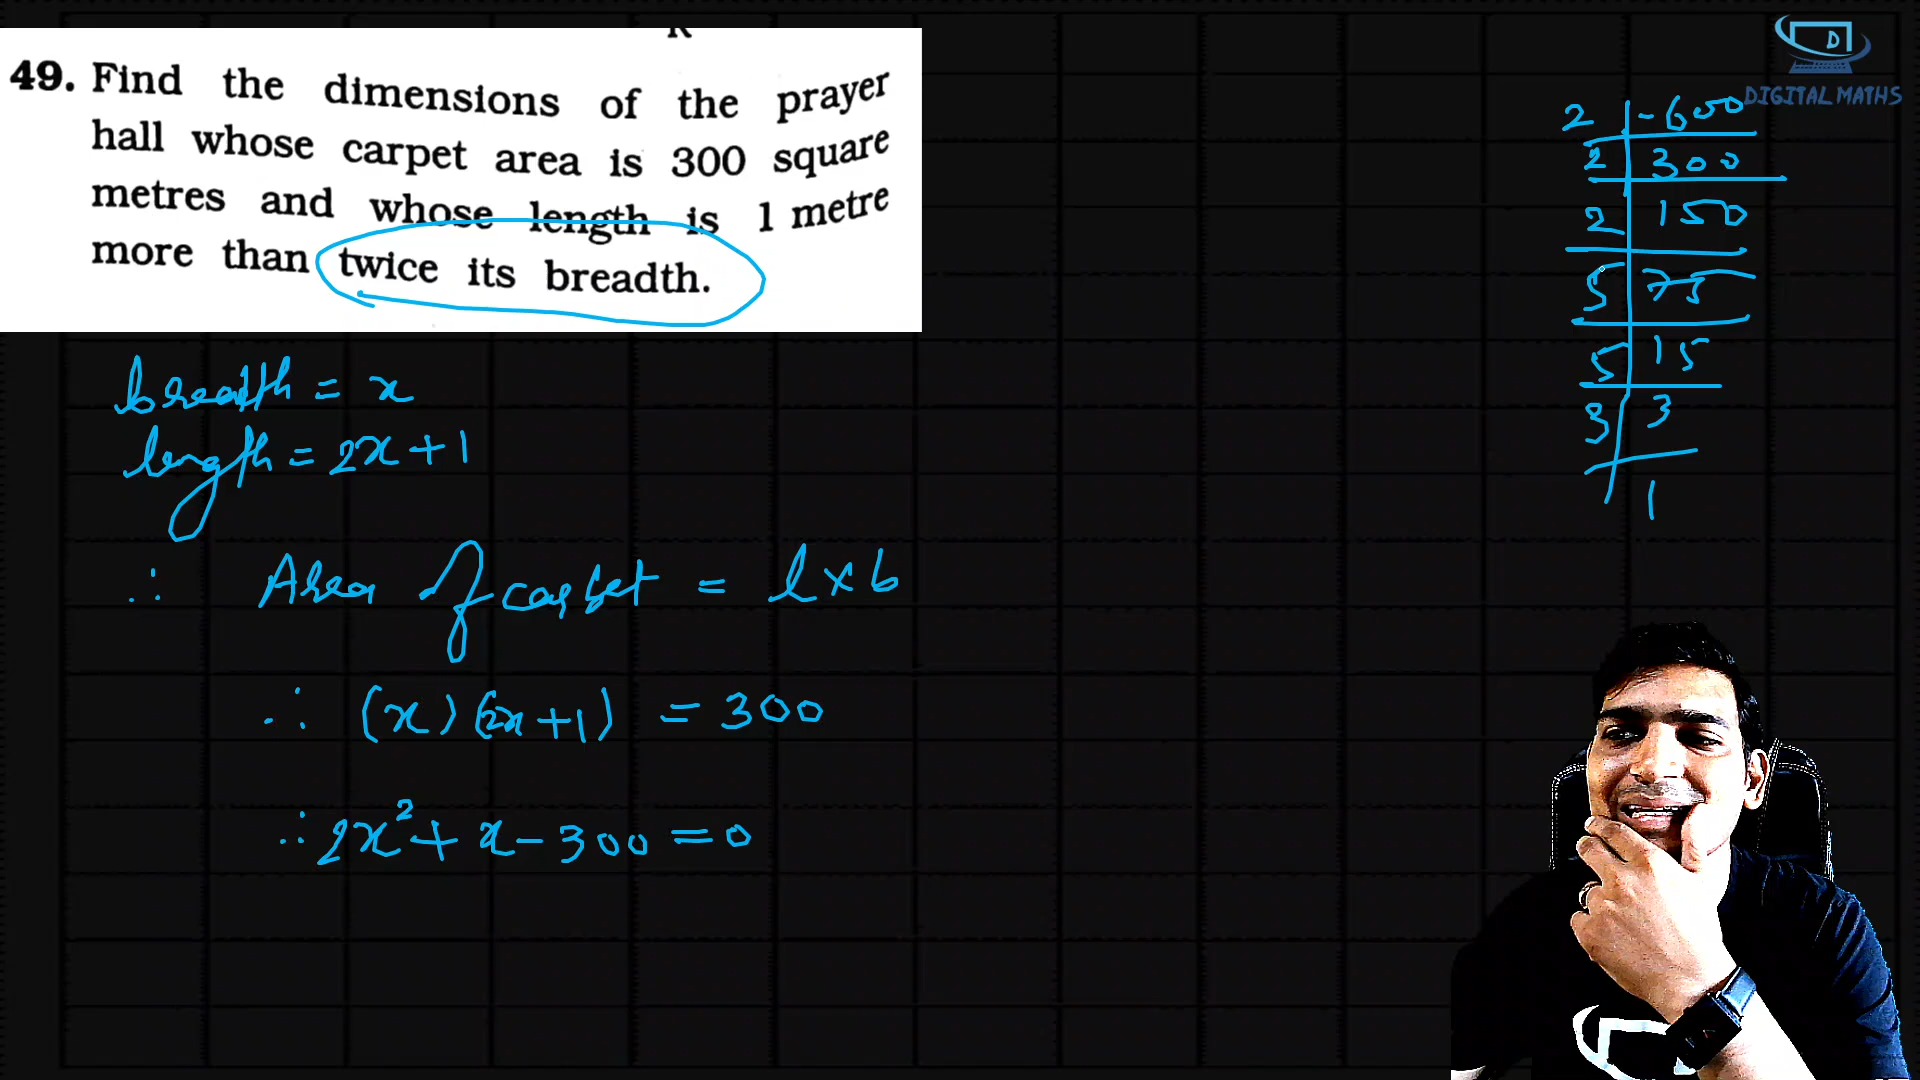 49. Find the dimensions of the prayer
hall whose carpet area is 300 square
metres and whose length is 1 metre
more than twice its breadth.
breadth = x
length = 2x + 1
∴ Area of carpet = l × b
∴ (x) (2x + 1) = 300
∴ 2x² + x - 300 = 0
2 | - 600
2 | 300
2 | 150
5 | 75
5 | 15
3 | 3
1
D
DIGITAL MATHS